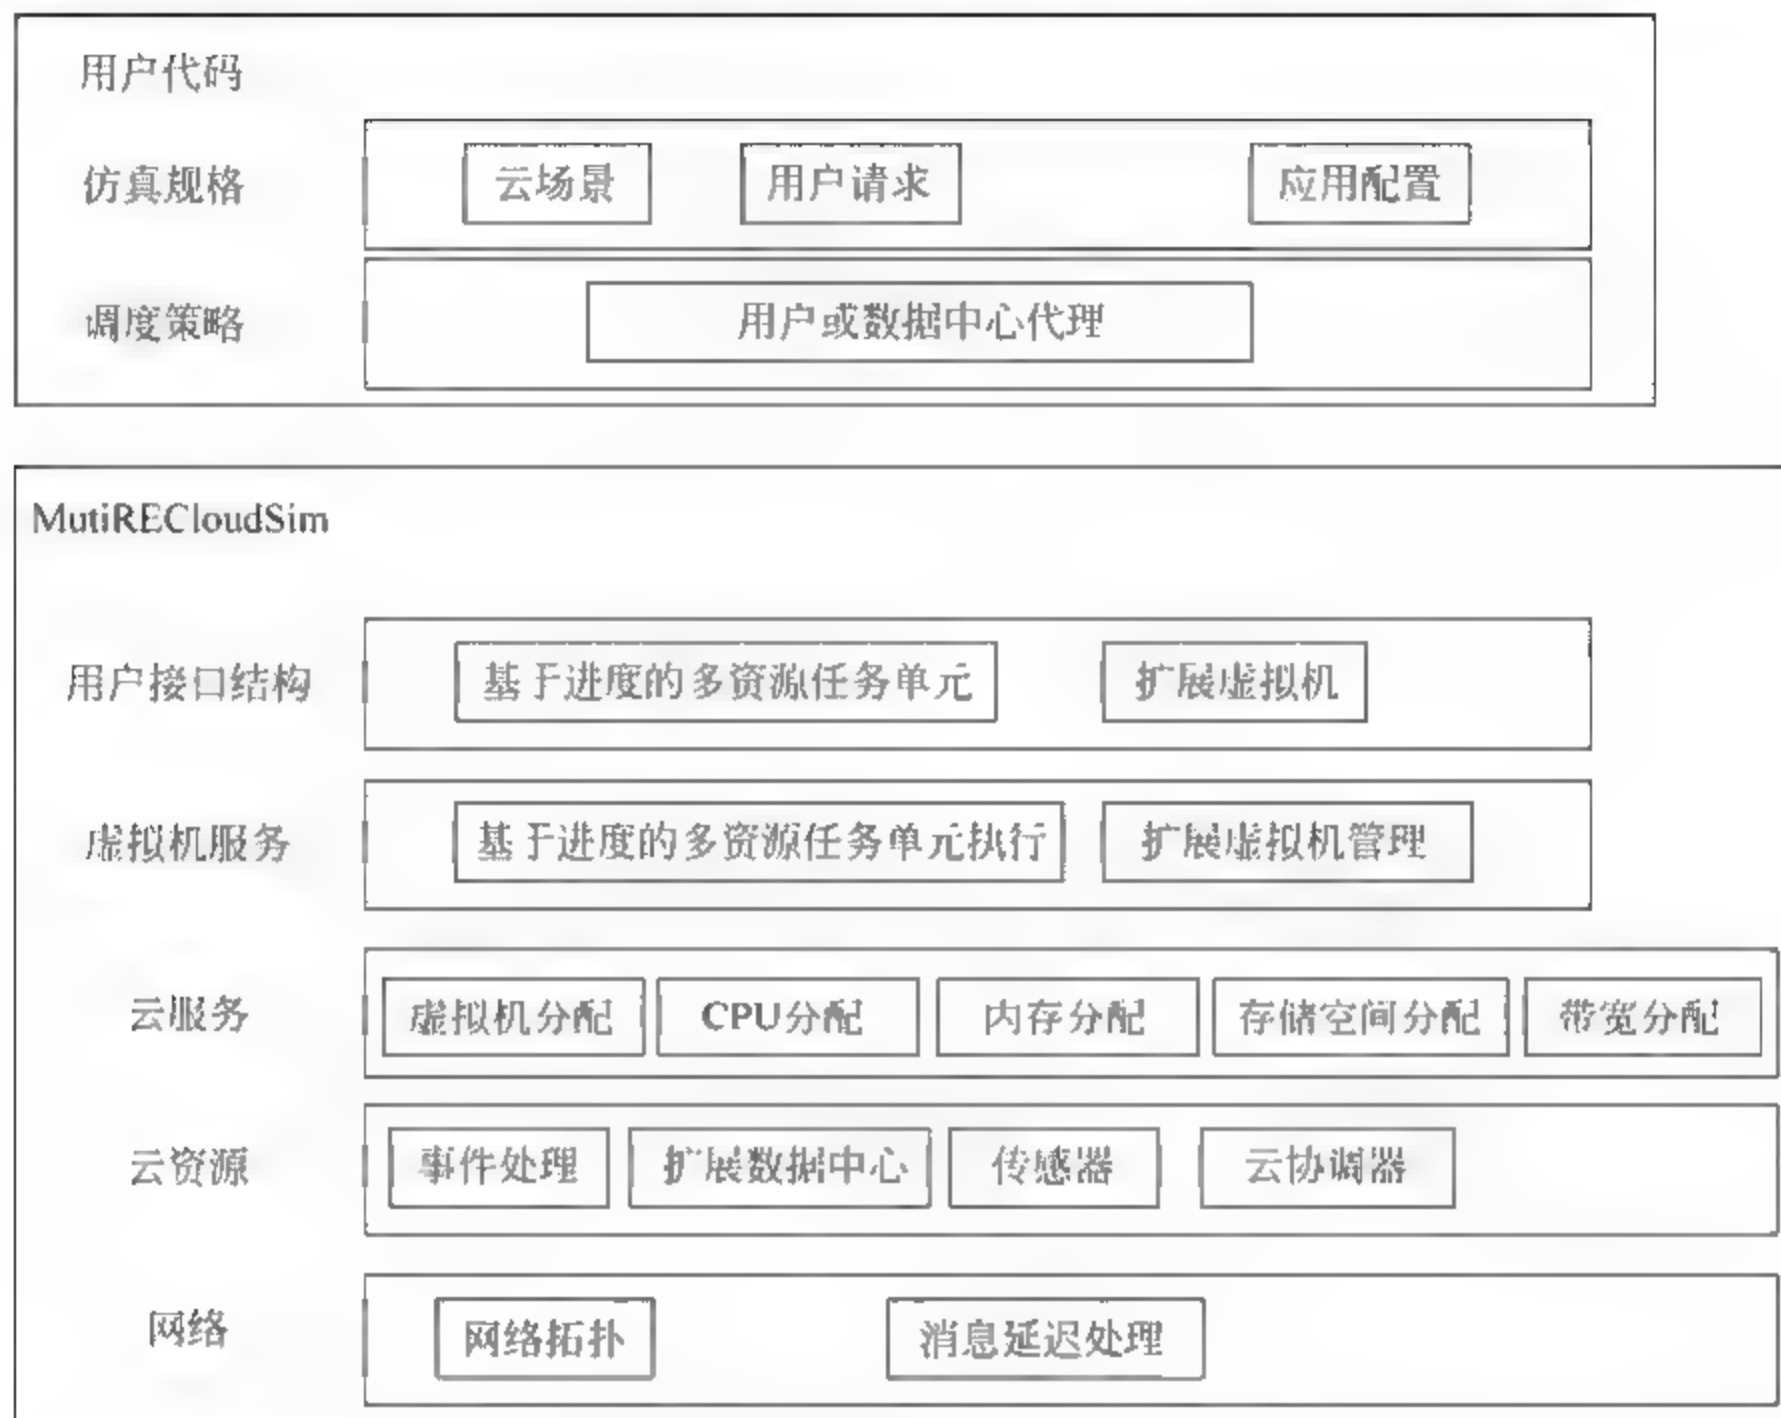 用户代码
仿真规格 云场景 用户请求 应用配置
调度策略 用户或数据中心代理
MutiRECloudSim
用户接口结构 基于进度的多资源任务单元 扩展虚拟机
虚拟机服务 基于进度的多资源任务单元执行 扩展虚拟机管理
云服务 虚拟机分配 CPU分配 内存分配 存储空间分配 带宽分配
云资源 事件处理 扩展数据中心 传感器 云协调器
网络 网络拓扑 消息延迟处理